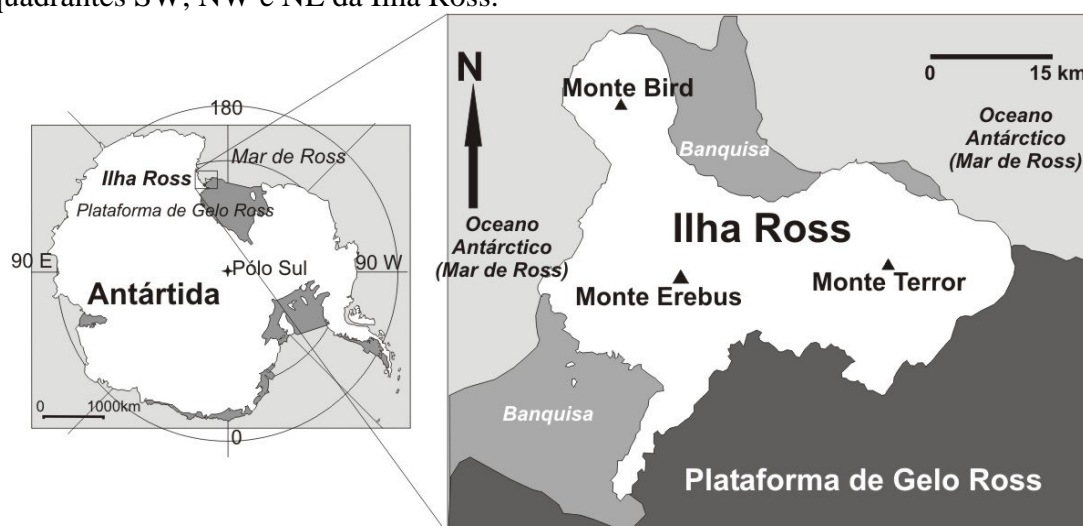 quadrantes SW, NW e NE da Ilha Ross.
180
Mar de Ross
Ilha Ross
Plataforma de Gelo Ross
90 E
Pólo Sul
90 W
Antártida
0
1000km
0
N
Monte Bird
0
15 km
Oceano
Antárctico
(Mar de Ross)
Banquisa
Oceano
Antárctico
(Mar de Ross)
Ilha Ross
Monte Erebus
Monte Terror
Banquisa
Plataforma de Gelo Ross